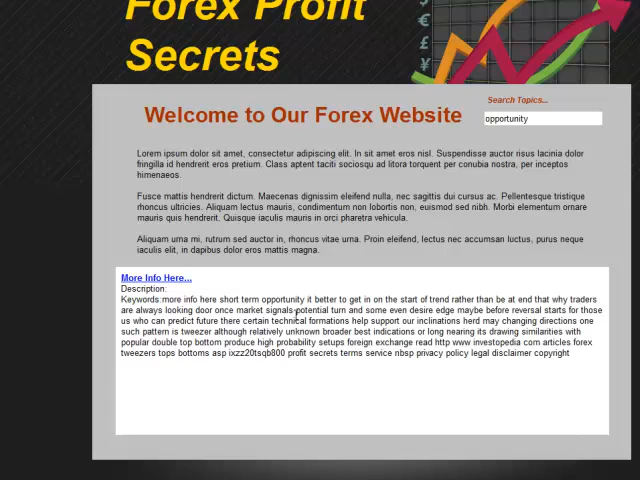 Forex Profit
Secrets
€
£
¥
Search Topics...
Welcome to Our Forex Website
opportunity
Lorem ipsum dolor sit amet, consectetur adipiscing elit. In sit amet eros nisl. Suspendisse auctor risus lacinia dolor
fringilla id hendrerit eros pretium. Class aptent taciti sociosqu ad litora torquent per conubia nostra, per inceptos
himenaeos.
Fusce mattis hendrerit dictum. Maecenas dignissim eleifend nulla, nec sagittis dui cursus ac. Pellentesque tristique
rhoncus ultricies. Aliquam lectus mauris, condimentum non lobortis non, euismod sed nibh. Morbi elementum ornare
mauris quis hendrerit. Quisque iaculis mauris in orci pharetra vehicula.
Aliquam urna mi, rutrum sed auctor in, rhoncus vitae urna. Proin eleifend, lectus nec accumsan luctus, purus neque
iaculis elit, in dapibus dolor eros mattis magna.
More Info Here...
Description:
Keywords:more info here short term opportunity it better to get in on the start of trend rather than be at end that why traders
are always looking door once market signals potential turn and some even desire edge maybe before reversal starts for those
us who can predict future there certain technical formations help support our inclinations herd may changing directions one
such pattern is tweezer although relatively unknown broader best indications or long nearing its drawing similarities with
popular double top bottom produce high probability setups foreign exchange read http www investopedia com articles forex
tweezers tops bottoms asp ixzz20tsqb800 profit secrets terms service nbsp privacy policy legal disclaimer copyright